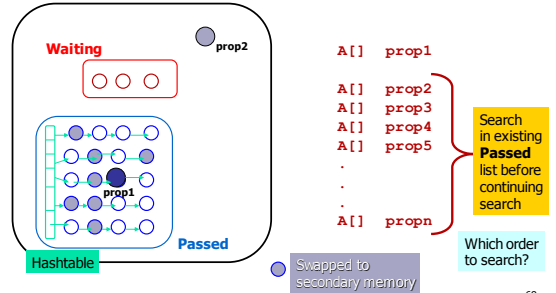 prop2
Waiting
prop1
Passed
Hashtable
Swapped to
secondary memory
A[] prop1
A[] prop2
A[] prop3
A[] prop4
A[] prop5
.
.
.
A[] propn
Search
in existing
Passed
list before
continuing
search
Which order
to search?